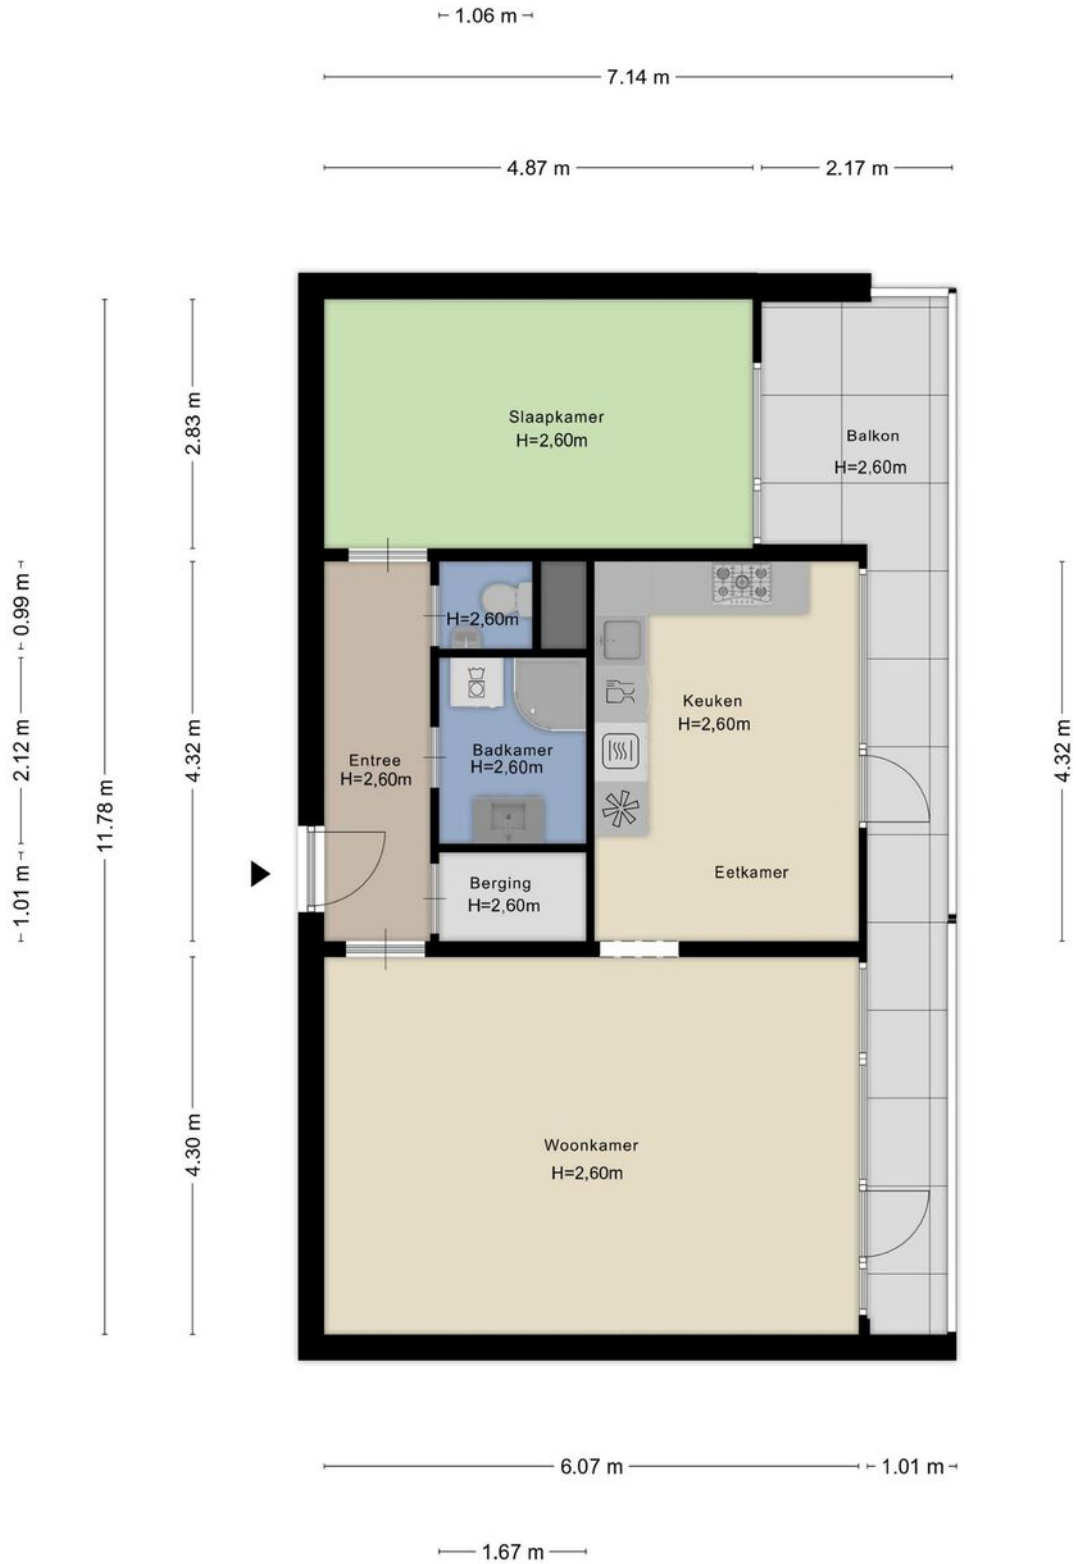 1.06 m
7.14 m
4.87 m
2.17 m
2.83 m
Slaapkamer
H=2,60m
Balkon
H=2,60m
0.99 m
2.12 m
1.01 m
11.78 m
4.32 m
4.30 m
H=2,60m
Entree
H=2,60m
Badkamer
H=2,60m
Berging
H=2,60m
Keuken
H=2,60m
Eetkamer
4.32 m
Woonkamer
H=2,60m
6.07 m
1.01 m
1.67 m